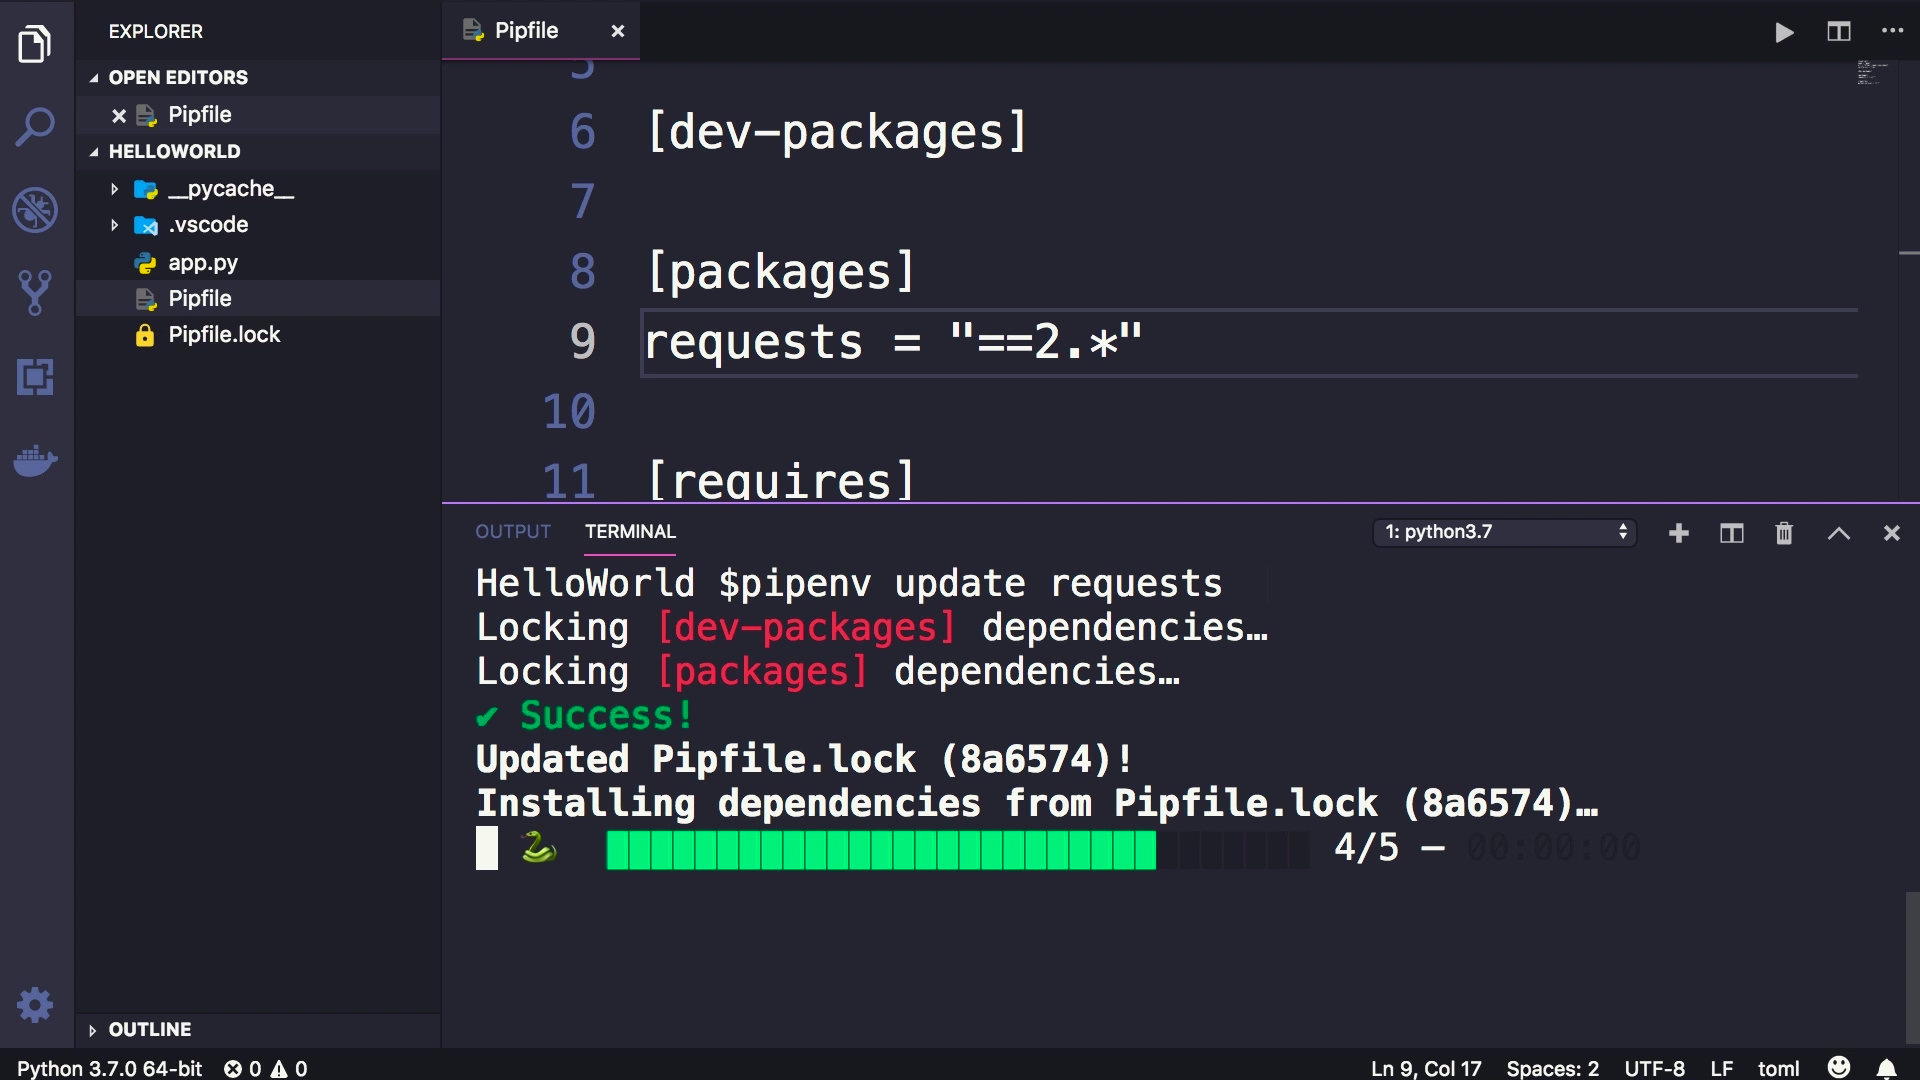 EXPLORER
OPEN EDITORS
Pipfile
HELLOWORLD
__pycache__
.vscode
app.py
Pipfile
Pipfile.lock
OUTLINE
Pipfile
5
6 [dev-packages]
7
8 [packages]
9 requests = "==2.*"
10
11 [requires]
OUTPUT TERMINAL 1: python3.7
HelloWorld $pipenv update requests
Locking [dev-packages] dependencies…
Locking [packages] dependencies…
✔ Success!
Updated Pipfile.lock (8a6574)!
Installing dependencies from Pipfile.lock (8a6574)…
4/5 — 00:00:00
Python 3.7.0 64-bit 0 0 Ln 9, Col 17 Spaces: 2 UTF-8 LF toml